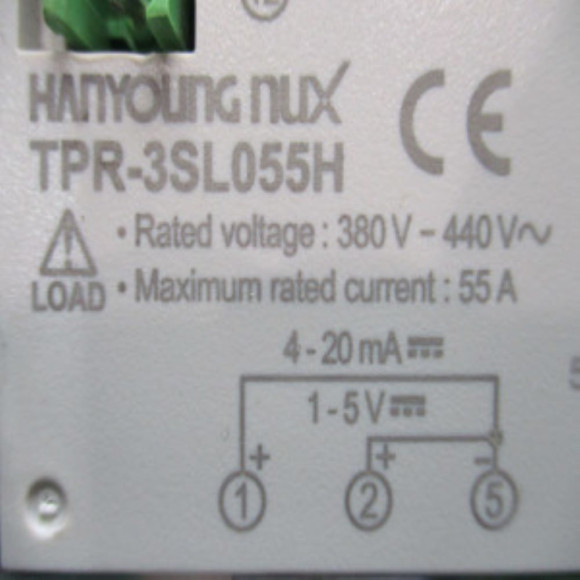 12
HANYOUNG NUX
CE
TPR-3SL055H
• Rated voltage : 380 V – 440 V~
LOAD • Maximum rated current : 55 A
4 - 20 mA⎓
1 - 5 V⎓
+ + −
1 2 5